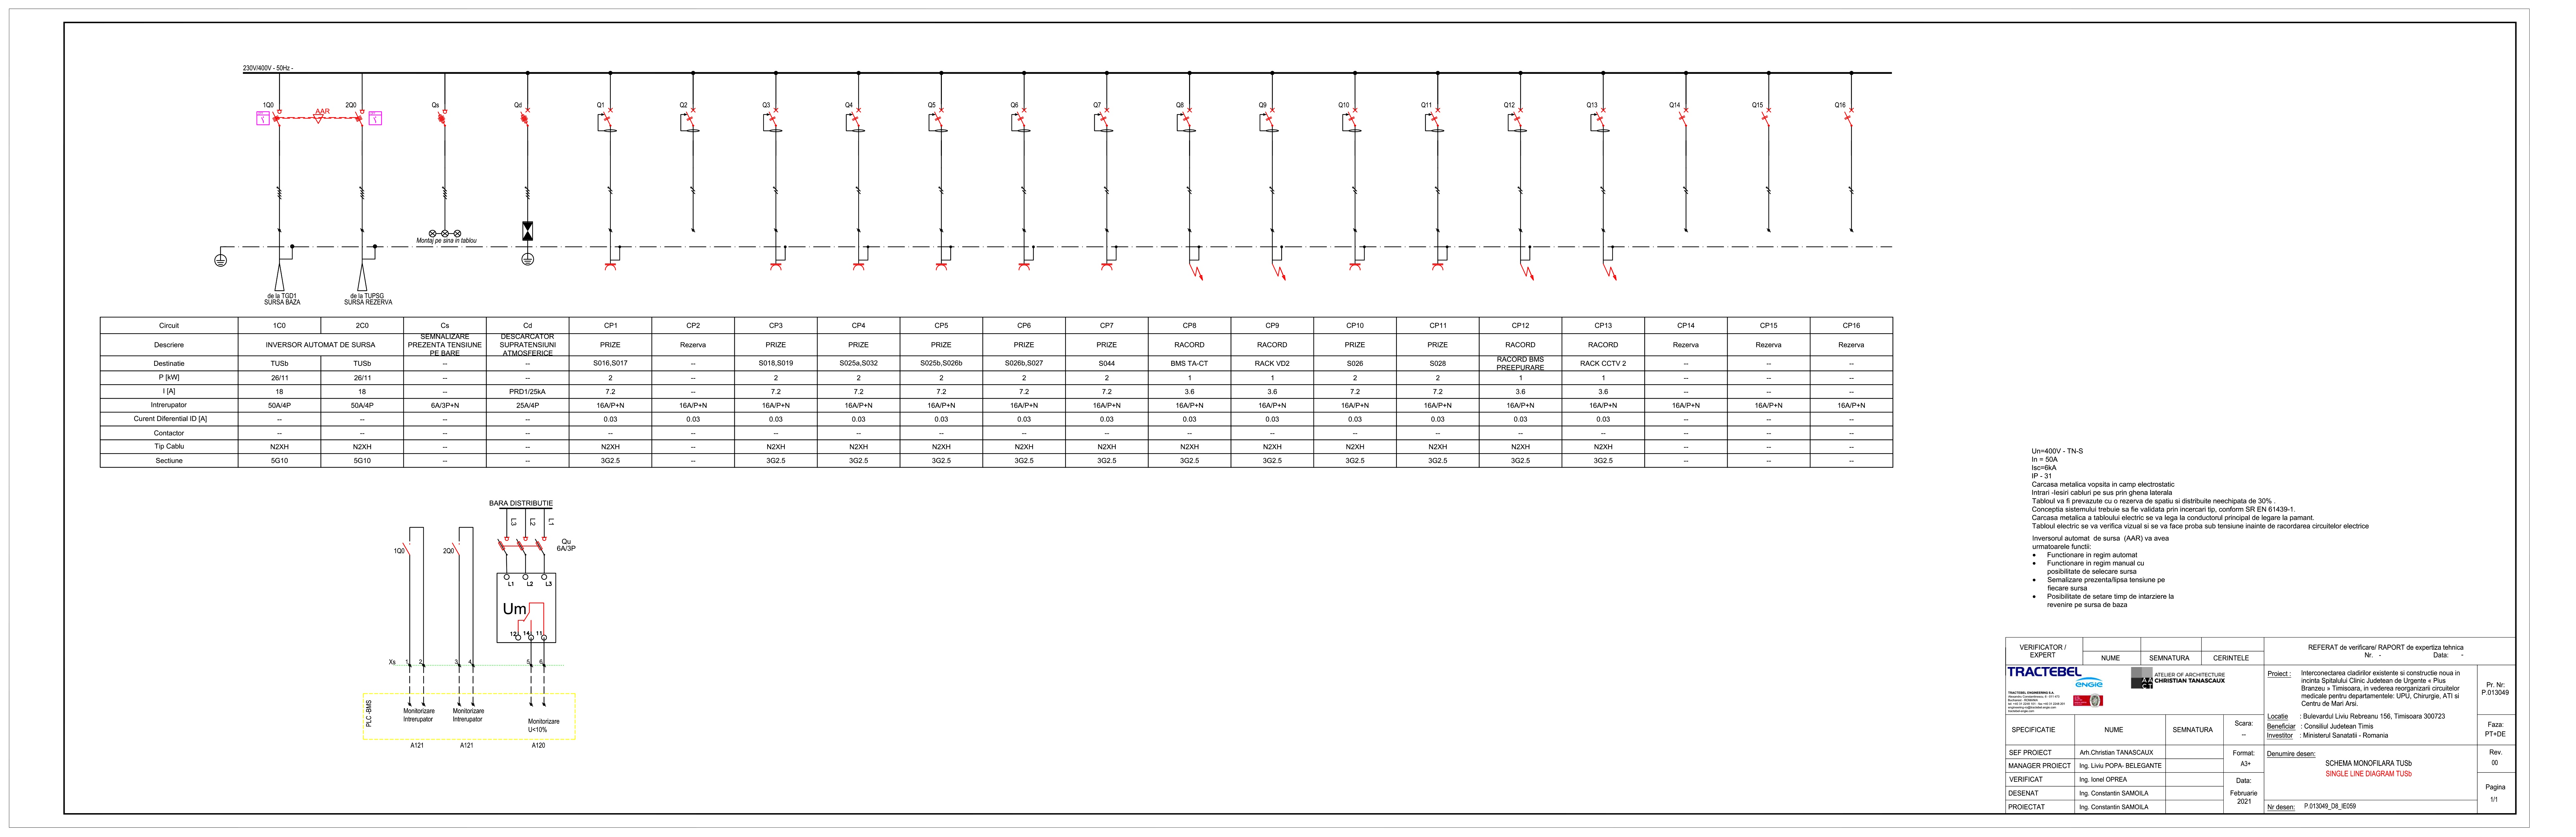 230V/400V - 50Hz -
1Q0 AAR 2Q0 Qs Qd Q1 Q2 Q3 Q4 Q5 Q6 Q7 Q8 Q9 Q10 Q11 Q12 Q13 Q14 Q15 Q16
Montaj pe sina in tablou
de la TGD1
SURSA BAZA
de la TUPSG
SURSA REZERVA
Circuit 1C0 2C0 Cs Cd CP1 CP2 CP3 CP4 CP5 CP6 CP7 CP8 CP9 CP10 CP11 CP12 CP13 CP14 CP15 CP16
Descriere INVERSOR AUTOMAT DE SURSA SEMNALIZARE PREZENTA TENSIUNE PE BARE DESCARCATOR SUPRATENSIUNI ATMOSFERICE PRIZE Rezerva PRIZE PRIZE PRIZE PRIZE PRIZE RACORD RACORD PRIZE PRIZE RACORD RACORD Rezerva Rezerva Rezerva
Destinatie TUSb TUSb -- -- S016,S017 -- S018,S019 S025a,S032 S025b,S026b S026b,S027 S044 BMS TA-CT RACK VD2 S026 S028 RACORD BMS PREEPURARE RACK CCTV 2 -- -- --
P [kW] 26/11 26/11 -- -- 2 -- 2 2 2 2 2 1 1 2 2 1 1 -- -- --
I [A] 18 18 -- PRD1/25kA 7.2 -- 7.2 7.2 7.2 7.2 7.2 3.6 3.6 7.2 7.2 3.6 3.6 -- -- --
Intrerupator 50A/4P 50A/4P 6A/3P+N 25A/4P 16A/P+N 16A/P+N 16A/P+N 16A/P+N 16A/P+N 16A/P+N 16A/P+N 16A/P+N 16A/P+N 16A/P+N 16A/P+N 16A/P+N 16A/P+N 16A/P+N 16A/P+N 16A/P+N
Curent Diferential ID [A] -- -- -- -- 0.03 0.03 0.03 0.03 0.03 0.03 0.03 0.03 0.03 0.03 0.03 0.03 0.03 -- -- --
Contactor -- -- -- -- -- -- -- -- -- -- -- -- -- -- -- -- -- -- -- --
Tip Cablu N2XH N2XH -- -- N2XH -- N2XH N2XH N2XH N2XH N2XH N2XH N2XH N2XH N2XH N2XH N2XH -- -- --
Sectiune 5G10 5G10 -- -- 3G2.5 -- 3G2.5 3G2.5 3G2.5 3G2.5 3G2.5 3G2.5 3G2.5 3G2.5 3G2.5 3G2.5 3G2.5 -- -- --
BARA DISTRIBUTIE
L3 L2 L1
1Q0 2Q0
Qu
6A/3P
L1 L2 L3
Um
12 14 11
Xs 1 2 3 4 5 6
PLC -BMS
Monitorizare
Intrerupator
Monitorizare
Intrerupator
Monitorizare
U<10%
A121 A121 A120
Un=400V - TN-S
In = 50A
Isc=6kA
IP - 31
Carcasa metalica vopsita in camp electrostatic
Intrari -Iesiri cabluri pe sus prin ghena laterala
Tabloul va fi prevazute cu o rezerva de spatiu si distribuite neechipata de 30% .
Conceptia sistemului trebuie sa fie validata prin incercari tip, conform SR EN 61439-1.
Carcasa metalica a tabloului electric se va lega la conductorul principal de legare la pamant.
Tabloul electric se va verifica vizual si se va face proba sub tensiune inainte de racordarea circuitelor electrice
Inversorul automat de sursa (AAR) va avea
urmatoarele functii:
• Functionare in regim automat
• Functionare in regim manual cu
posibilitate de selecare sursa
• Semalizare prezenta/lipsa tensiune pe
fiecare sursa
• Posibilitate de setare timp de intarziere la
revenire pe sursa de baza
VERIFICATOR /
EXPERT
NUME SEMNATURA CERINTELE
REFERAT de verificare/ RAPORT de expertiza tehnica
Nr. - Data: -
TRACTEBEL
ENGIE
AACT
ATELIER OF ARCHITECTURE
CHRISTIAN TANASCAUX
TRACTEBEL ENGINEERING S.A
Proiect :
Interconectarea cladirilor existente si constructie noua in
incinta Spitalului Clinic Judetean de Urgente « Pius
Branzeu » Timisoara, in vederea reorganizarii circuitelor
medicale pentru departamentele: UPU, Chirurgie, ATI si
Centru de Mari Arsi.
Pr. Nr:
P.013049
Locatie : Bulevardul Liviu Rebreanu 156, Timisoara 300723
Beneficiar : Consiliul Judetean Timis
Investitor : Ministerul Sanatatii - Romania
Faza:
PT+DE
SPECIFICATIE NUME SEMNATURA
Scara:
--
SEF PROIECT Arh.Christian TANASCAUX
MANAGER PROIECT Ing. Liviu POPA- BELEGANTE
VERIFICAT Ing. Ionel OPREA
DESENAT Ing. Constantin SAMOILA
PROIECTAT Ing. Constantin SAMOILA
Format:
A3+
Data:
Februarie
2021
Denumire desen:
SCHEMA MONOFILARA TUSb
SINGLE LINE DIAGRAM TUSb
Nr desen: P.013049_D8_IE059
Rev.
00
Pagina
1/1